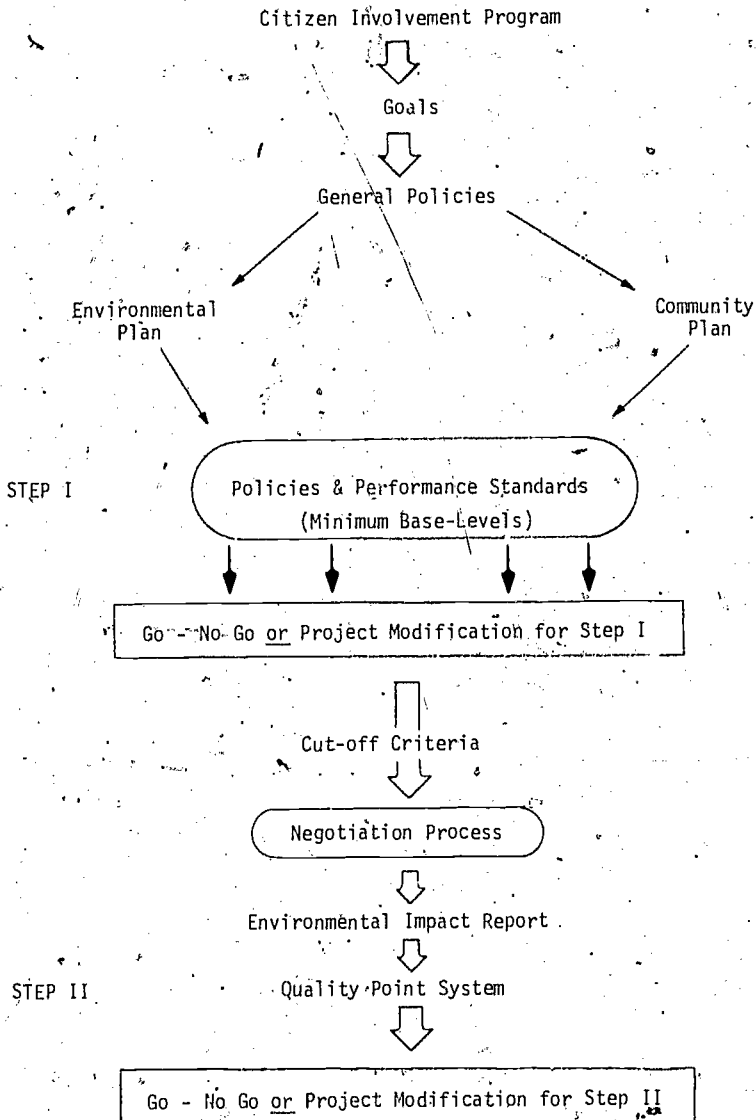 Citizen Involvement Program
Goals
General Policies
Environmental
Plan
Community
Plan
STEP I
Policies & Performance Standards
(Minimum Base-Levels)
Go - No Go or Project Modification for Step I
Cut-off Criteria
Negotiation Process
Environmental Impact Report
STEP II
Quality Point System
Go - No Go or Project Modification for Step II